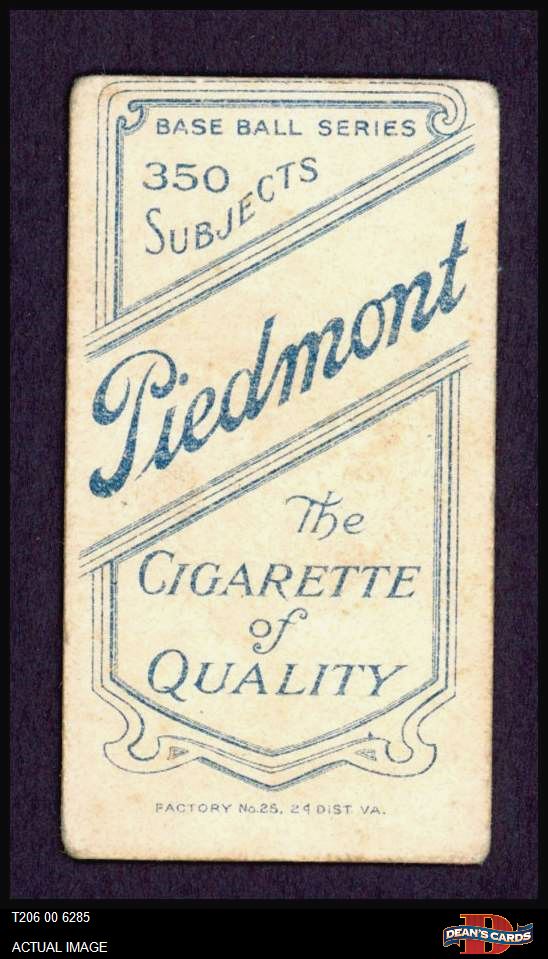 BASE BALL SERIES
350
SUBJECTS
Piedmont
The
CIGARETTE
of
QUALITY
FACTORY No. 25, 2d DIST. VA.
T206 00 6285
ACTUAL IMAGE
D
DEAN'S CARDS